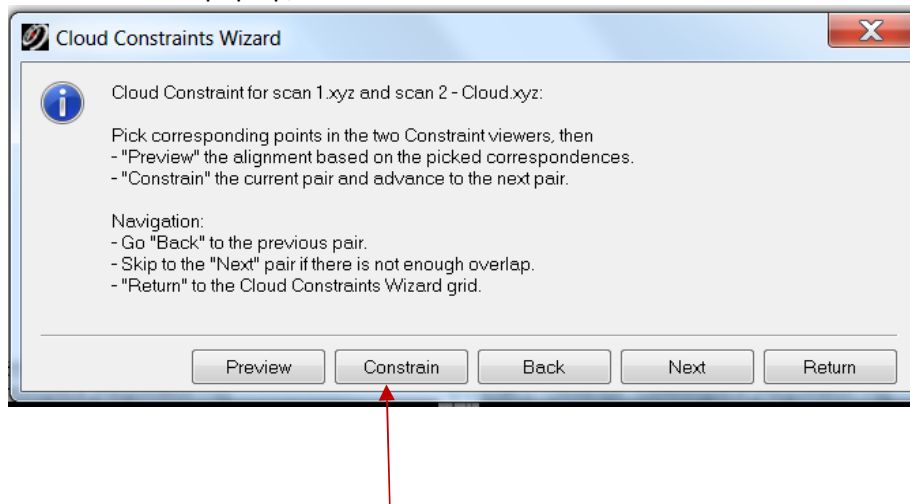 Cloud Constraints Wizard
Cloud Constraint for scan 1.xyz and scan 2 - Cloud.xyz:
Pick corresponding points in the two Constraint viewers, then
- "Preview" the alignment based on the picked correspondences.
- "Constrain" the current pair and advance to the next pair.
Navigation:
- Go "Back" to the previous pair.
- Skip to the "Next" pair if there is not enough overlap.
- "Return" to the Cloud Constraints Wizard grid.
Preview Constrain Back Next Return